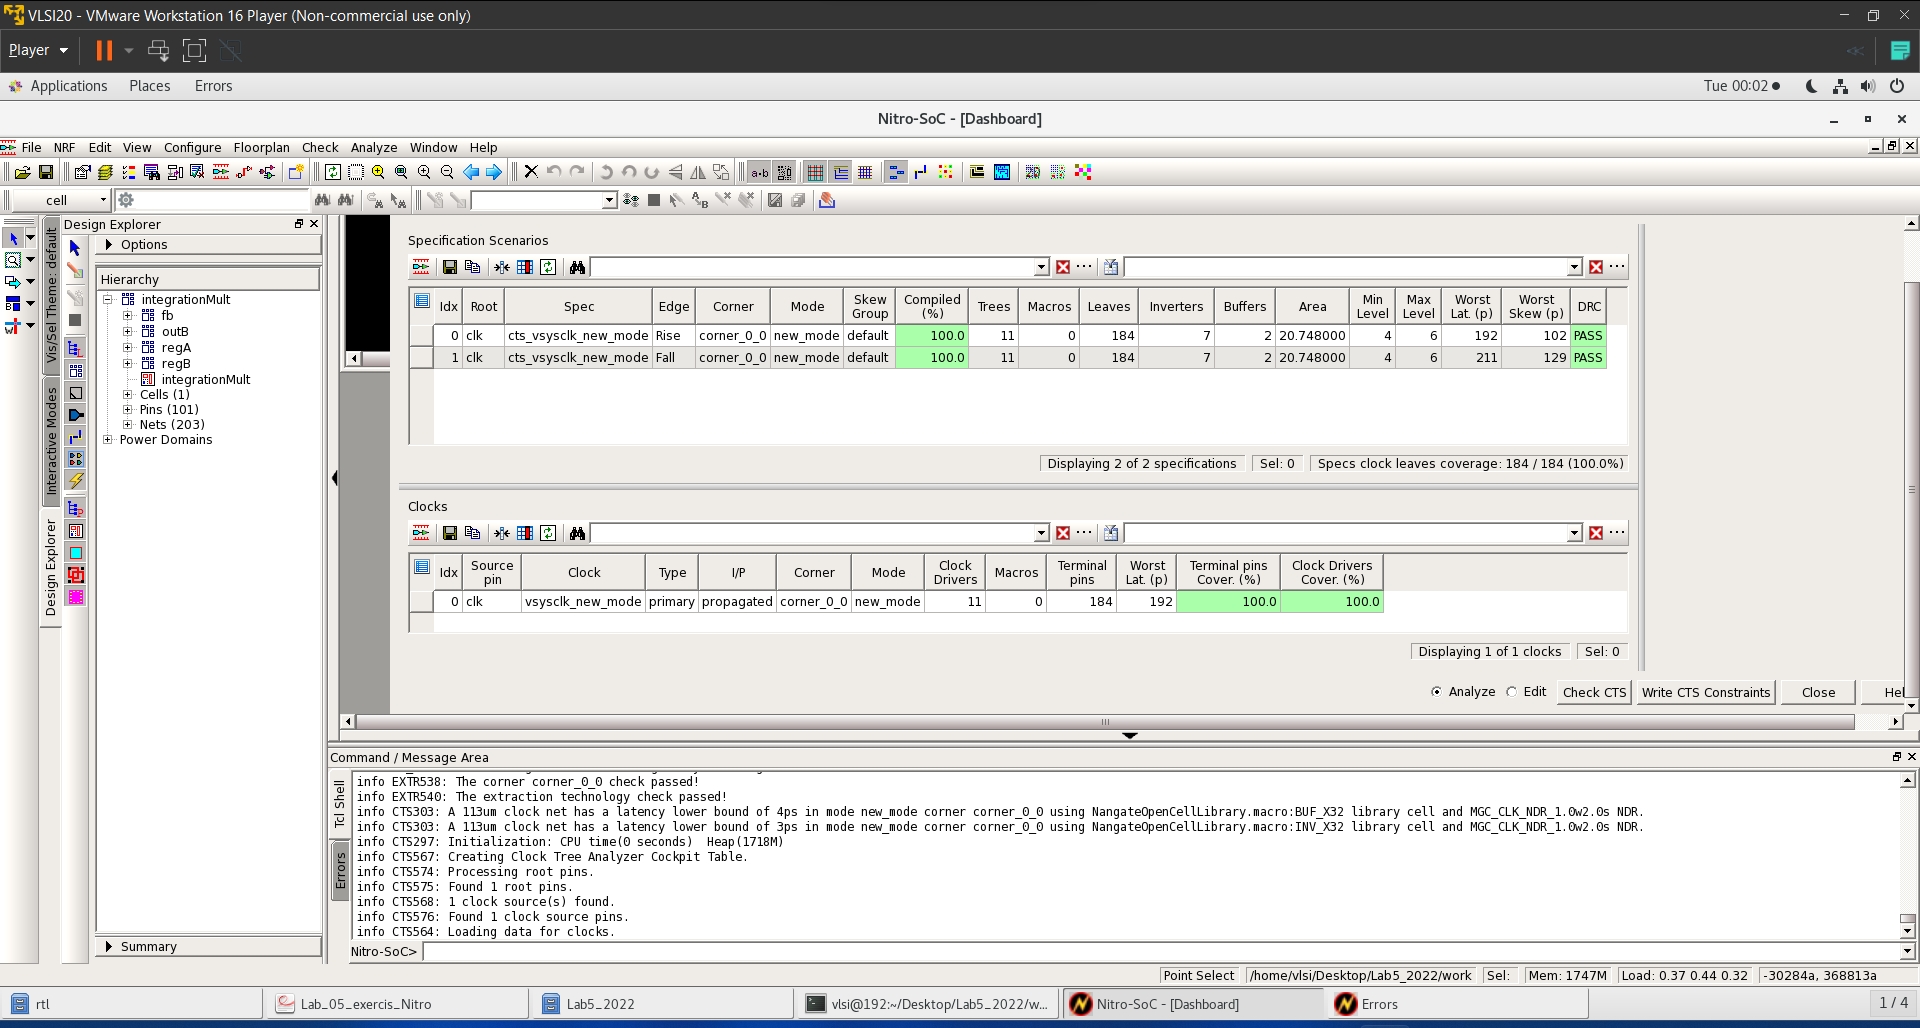 VLSI20 - VMware Workstation 16 Player (Non-commercial use only)
Player
Applications Places Errors Tue 00:02
Nitro-SoC - [Dashboard]
File NRF Edit View Configure Floorplan Check Analyze Window Help
cell
Design Explorer
Options
Hierarchy
integrationMult
fb
outB
regA
regB
integrationMult
Cells (1)
Pins (101)
Nets (203)
Power Domains
Summary
Vis/Sel Theme: default
Interactive Modes
Design Explorer
Specification Scenarios
Idx Root Spec Edge Corner Mode Skew Group Compiled (%) Trees Macros Leaves Inverters Buffers Area Min Level Max Level Worst Lat. (p) Worst Skew (p) DRC
0 clk cts_vsysclk_new_mode Rise corner_0_0 new_mode default 100.0 11 0 184 7 2 20.748000 4 6 192 102 PASS
1 clk cts_vsysclk_new_mode Fall corner_0_0 new_mode default 100.0 11 0 184 7 2 20.748000 4 6 211 129 PASS
Displaying 2 of 2 specifications Sel: 0 Specs clock leaves coverage: 184 / 184 (100.0%)
Clocks
Idx Source pin Clock Type I/P Corner Mode Clock Drivers Macros Terminal pins Worst Lat. (p) Terminal pins Cover. (%) Clock Drivers Cover. (%)
0 clk vsysclk_new_mode primary propagated corner_0_0 new_mode 11 0 184 192 100.0 100.0
Displaying 1 of 1 clocks Sel: 0
Analyze Edit Check CTS Write CTS Constraints Close Hel
Command / Message Area
Tcl Shell
Errors
info EXTR538: The corner corner_0_0 check passed!
info EXTR540: The extraction technology check passed!
info CTS303: A 113um clock net has a latency lower bound of 4ps in mode new_mode corner corner_0_0 using NangateOpenCellLibrary.macro:BUF_X32 library cell and MGC_CLK_NDR_1.0w2.0s NDR.
info CTS303: A 113um clock net has a latency lower bound of 3ps in mode new_mode corner corner_0_0 using NangateOpenCellLibrary.macro:INV_X32 library cell and MGC_CLK_NDR_1.0w2.0s NDR.
info CTS297: Initialization: CPU time(0 seconds)  Heap(1718M)
info CTS567: Creating Clock Tree Analyzer Cockpit Table.
info CTS574: Processing root pins.
info CTS575: Found 1 root pins.
info CTS568: 1 clock source(s) found.
info CTS576: Found 1 clock source pins.
info CTS564: Loading data for clocks.
Nitro-SoC>
Point Select /home/vlsi/Desktop/Lab5_2022/work Sel: Mem: 1747M Load: 0.37 0.44 0.32 -30284a, 368813a
rtl Lab_05_exercis_Nitro Lab5_2022 vlsi@192:~/Desktop/Lab5_2022/w... Nitro-SoC - [Dashboard] Errors 1 / 4